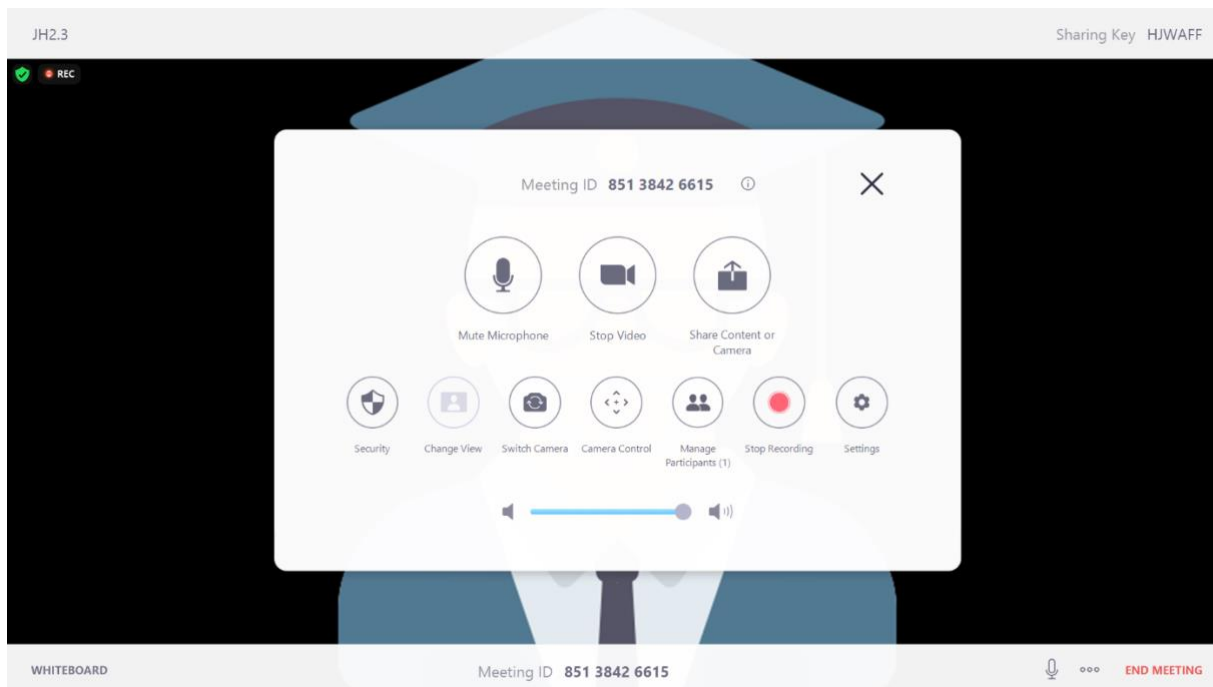 JH2.3
Sharing Key HJWAFF
REC
Meeting ID 851 3842 6615
Mute Microphone
Stop Video
Share Content or
Camera
Security
Change View
Switch Camera
Camera Control
Manage
Participants (1)
Stop Recording
Settings
WHITEBOARD
Meeting ID 851 3842 6615
END MEETING